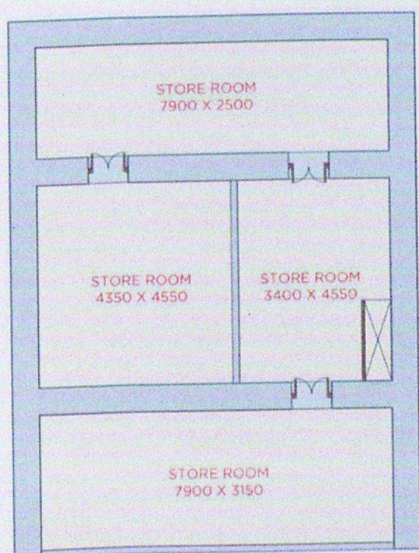 STORE ROOM
7900 X 2500
STORE ROOM
4350 X 4550
STORE ROOM
3400 X 4550
STORE ROOM
7900 X 3150